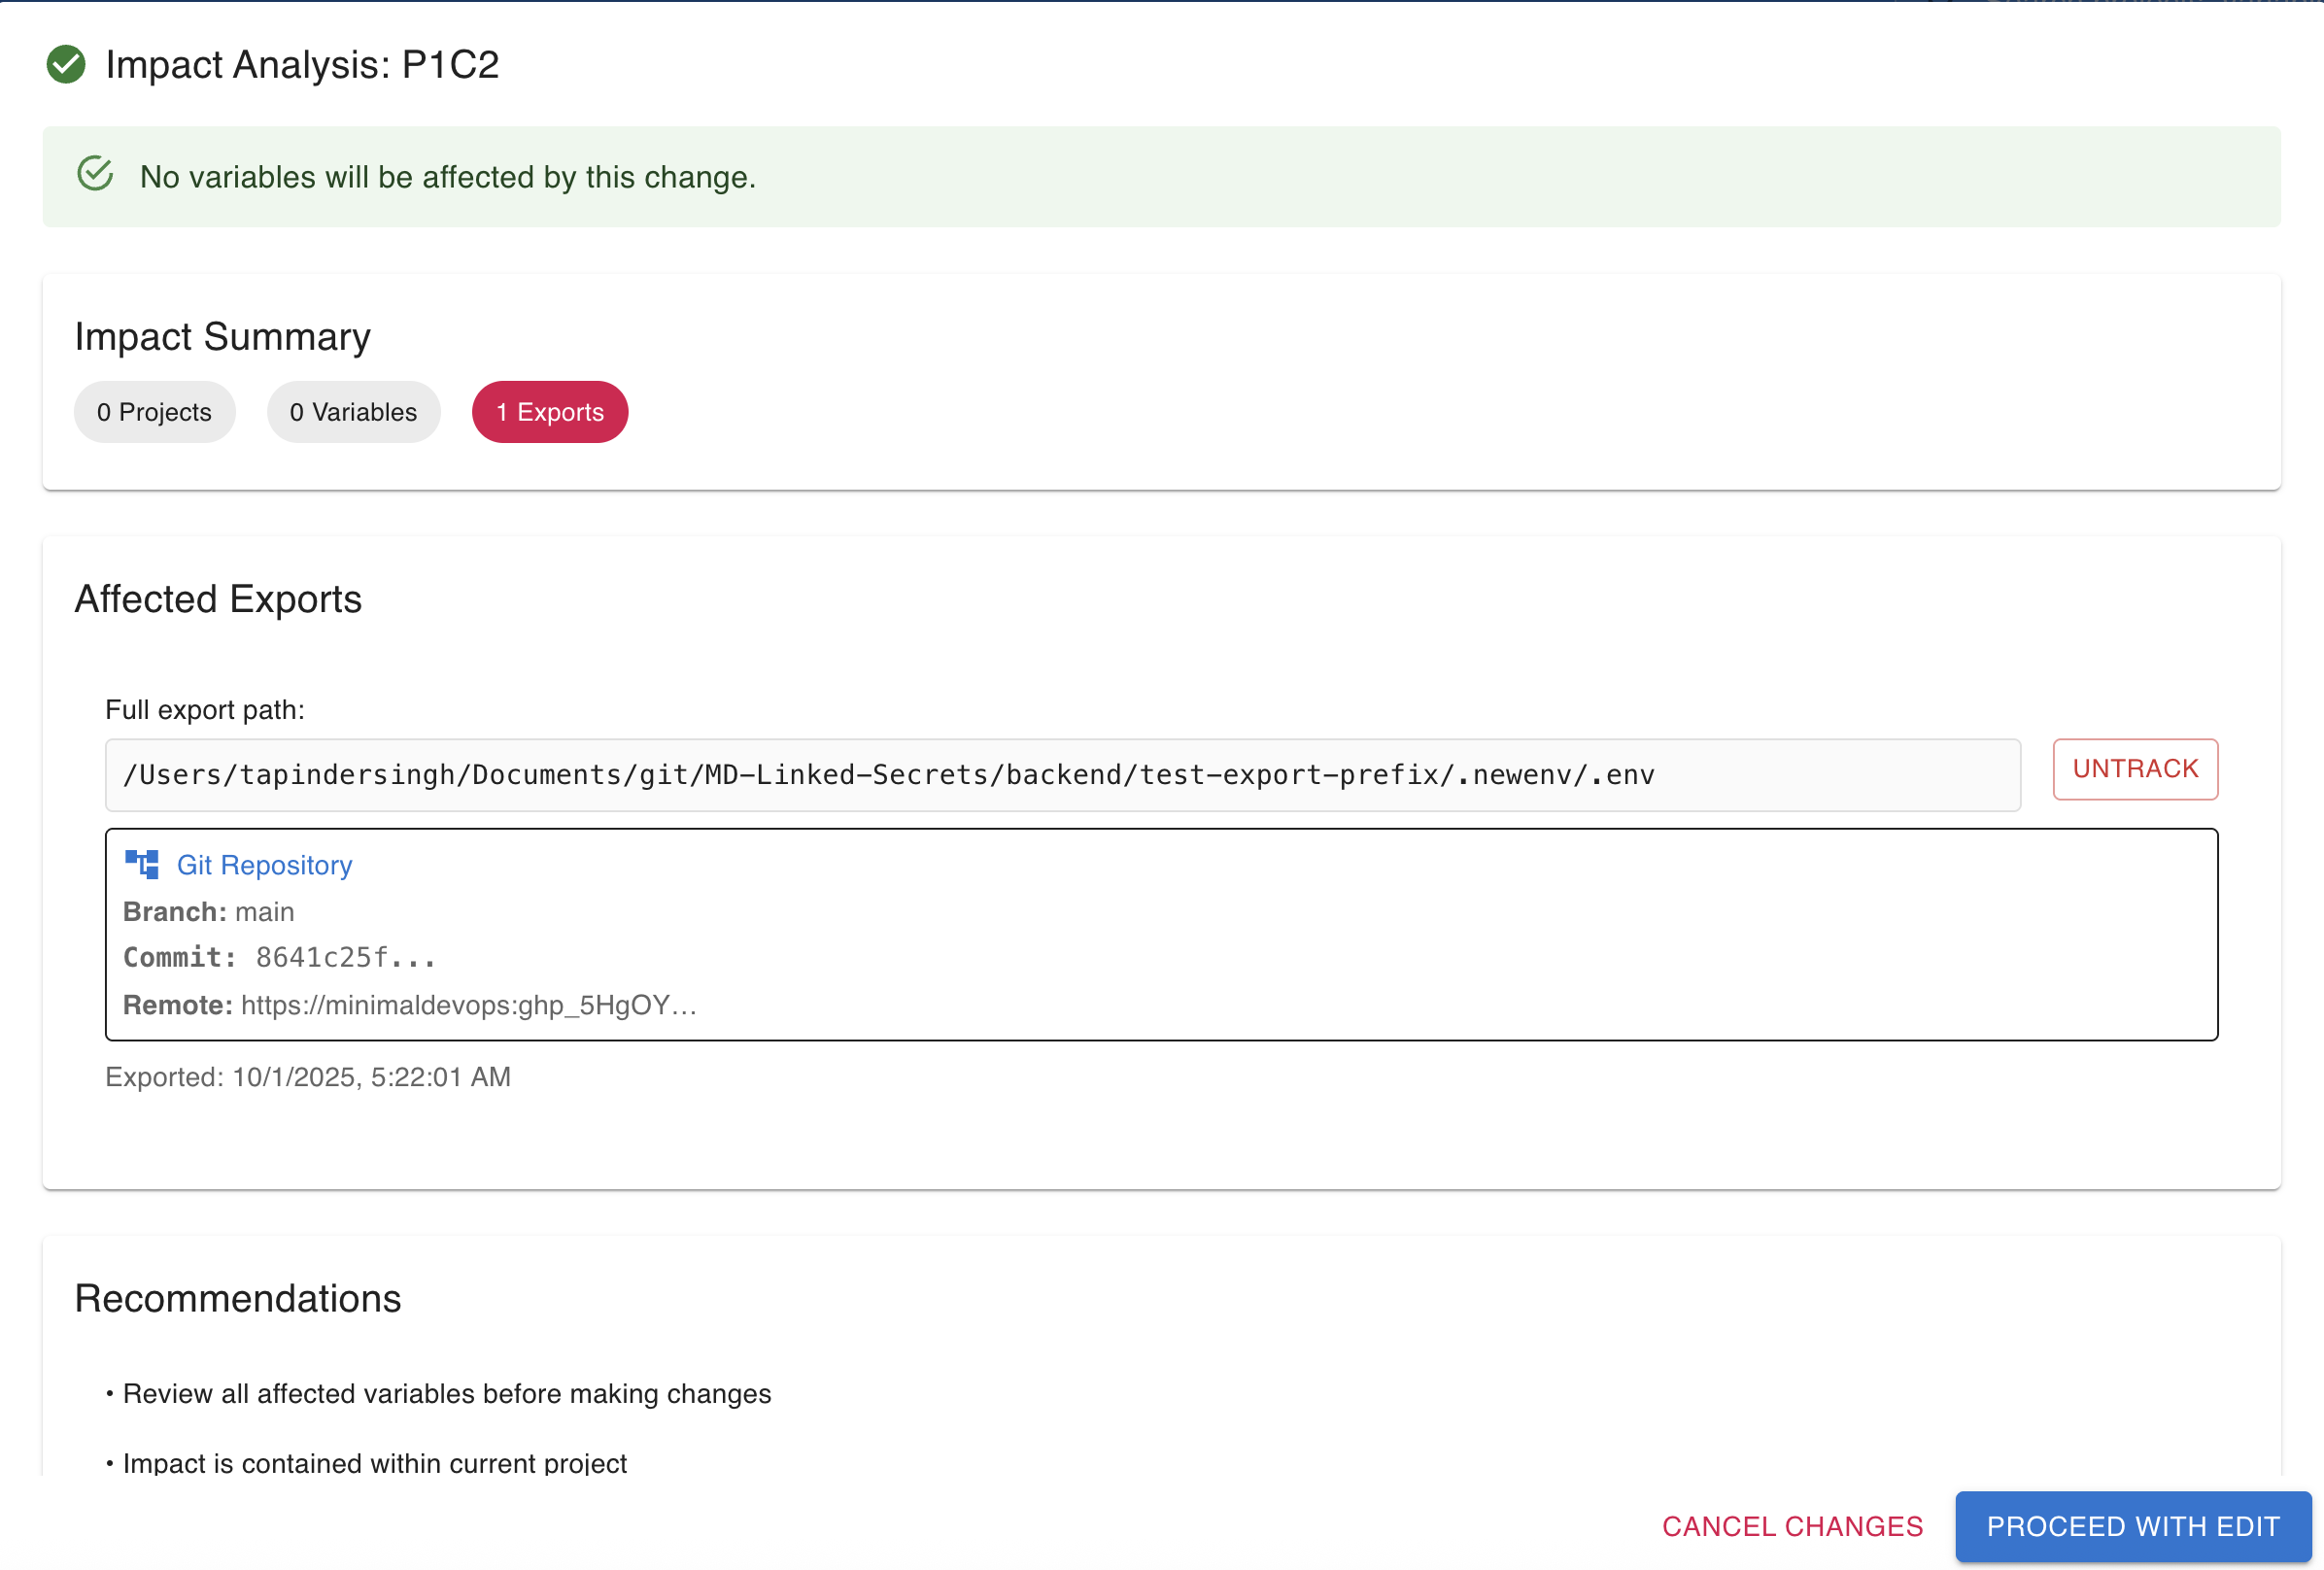 Impact Analysis: P1C2
No variables will be affected by this change.
Impact Summary
0 Projects
0 Variables
1 Exports
Affected Exports
Full export path:
/Users/tapindersingh/Documents/git/MD-Linked-Secrets/backend/test-export-prefix/.newenv/.env
UNTRACK
Git Repository
Branch: main
Commit: 8641c25f...
Remote: https://minimaldevops:ghp_5HgOY...
Exported: 10/1/2025, 5:22:01 AM
Recommendations
• Review all affected variables before making changes
• Impact is contained within current project
CANCEL CHANGES
PROCEED WITH EDIT